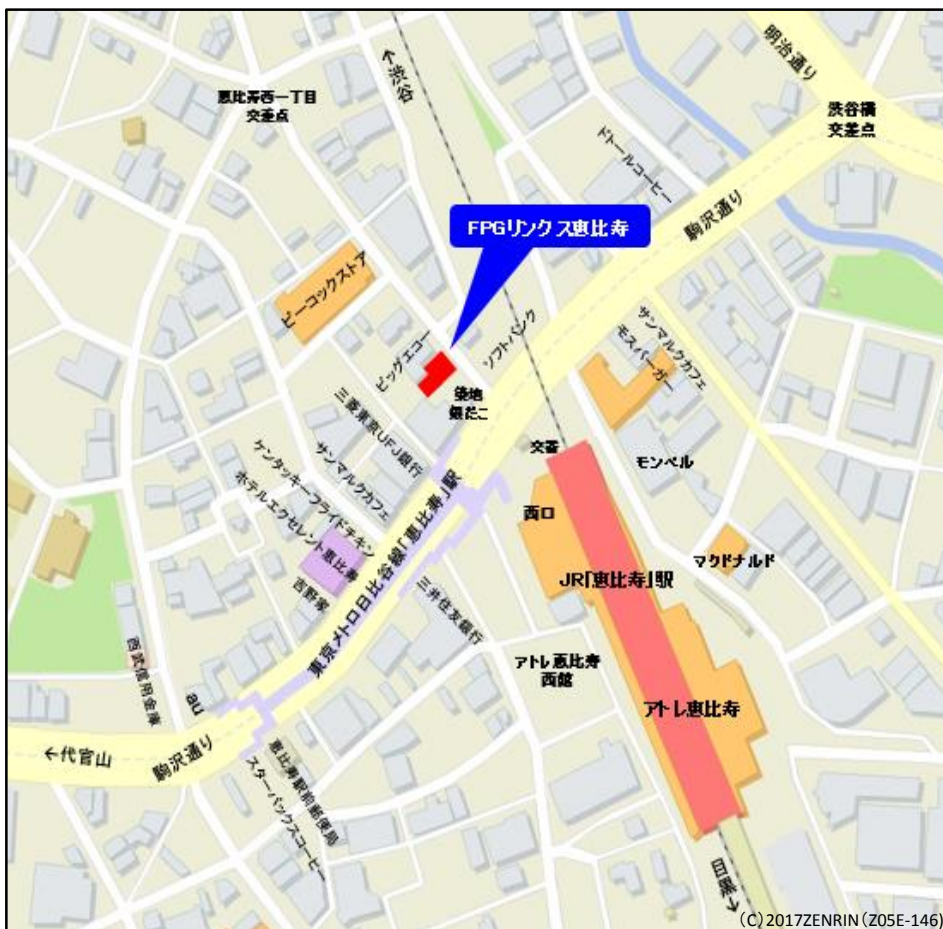 明治通り
↑渋谷
恵比寿西一丁目
交差点
渋谷橋
交差点
ドトールコーヒー
駒沢通り
FPGリンクス恵比寿
ピーコックストア
ソフトバンク
サンマルクカフェ
モスバーガー
ビッグエコー
築地
銀だこ
三菱東京UFJ銀行
交番
モンベル
サンマルクカフェ
ケンタッキーフライドチキン
ホテルエクセレント恵比寿
吉野家
東京メトロ日比谷線「恵比寿」駅
西口
マクドナルド
JR「恵比寿」駅
三井住友銀行
アトレ恵比寿
西館
アトレ恵比寿
西武信用金庫
au
←代官山
駒沢通り
恵比寿駅前郵便局
スターバックスコーヒー
目黒→
(C)2017ZENRIN(Z05E-146)